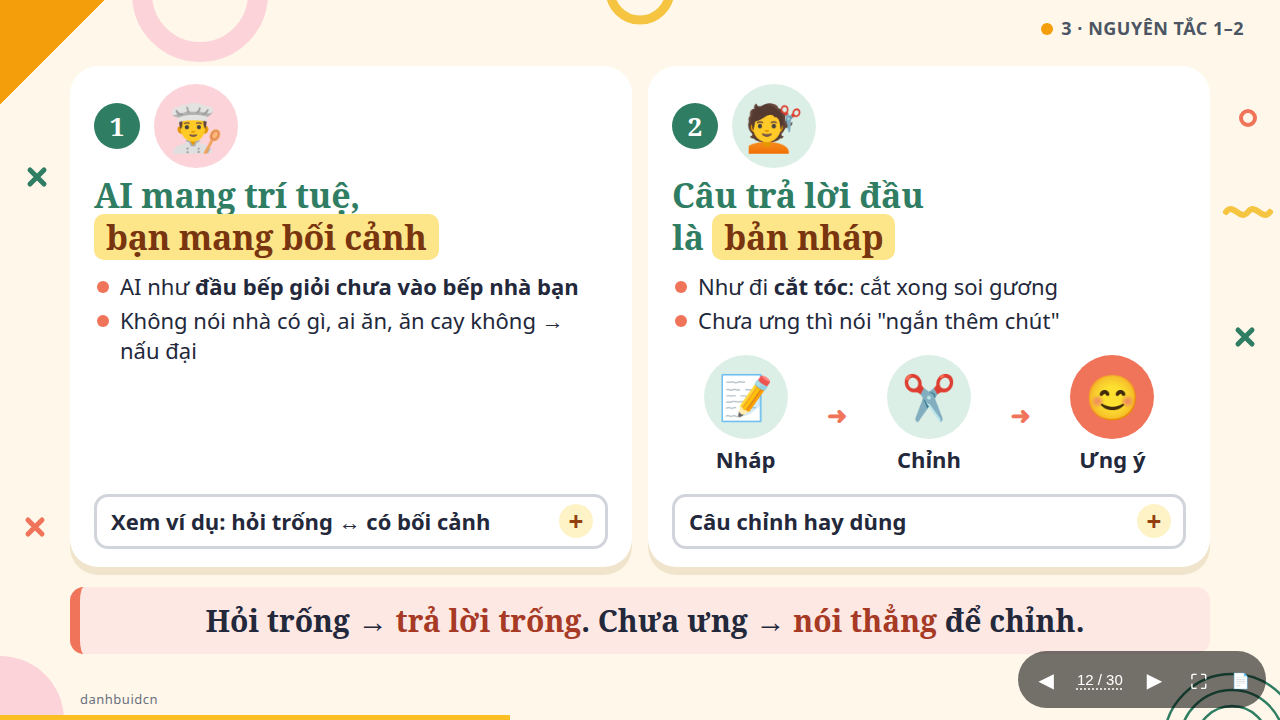 3 · NGUYÊN TẮC 1–2
1
AI mang trí tuệ,
bạn mang bối cảnh
AI như đầu bếp giỏi chưa vào bếp nhà bạn
Không nói nhà có gì, ai ăn, ăn cay không →
nấu đại
Xem ví dụ: hỏi trống ↔ có bối cảnh
+
2
Câu trả lời đầu
là bản nháp
Như đi cắt tóc: cắt xong soi gương
Chưa ưng thì nói "ngắn thêm chút"
Nháp ➜ Chỉnh ➜ Ưng ý
Câu chỉnh hay dùng
+
Hỏi trống → trả lời trống. Chưa ưng → nói thẳng để chỉnh.
danhbuidcn
12 / 30